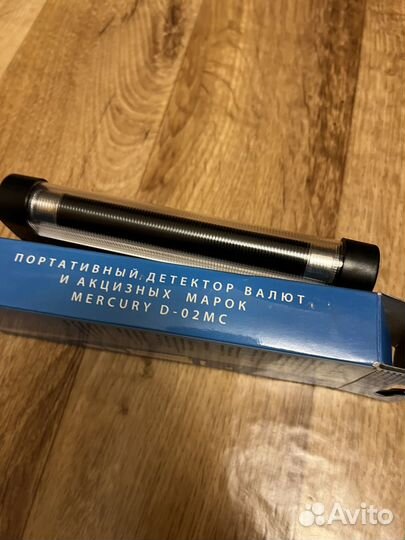 ПОРТАТИВНЫЙ ДЕТЕКТОР ВАЛЮТ
И АКЦИЗНЫХ МАРОК
MERCURY D-02MC
Avito